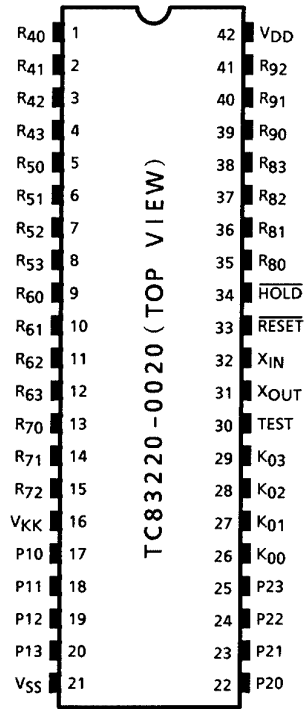 R40 1 42 VDD
R41 2 41 R92
R42 3 40 R91
R43 4 39 R90
R50 5 38 R83
R51 6 37 R82
R52 7 36 R81
R53 8 35 R80
R60 9 34 HOLD
R61 10 33 RESET
R62 11 32 XIN
R63 12 31 XOUT
R70 13 30 TEST
R71 14 29 K03
R72 15 28 K02
VKK 16 27 K01
P10 17 26 K00
P11 18 25 P23
P12 19 24 P22
P13 20 23 P21
VSS 21 22 P20
TC83220-0020 (TOP VIEW)